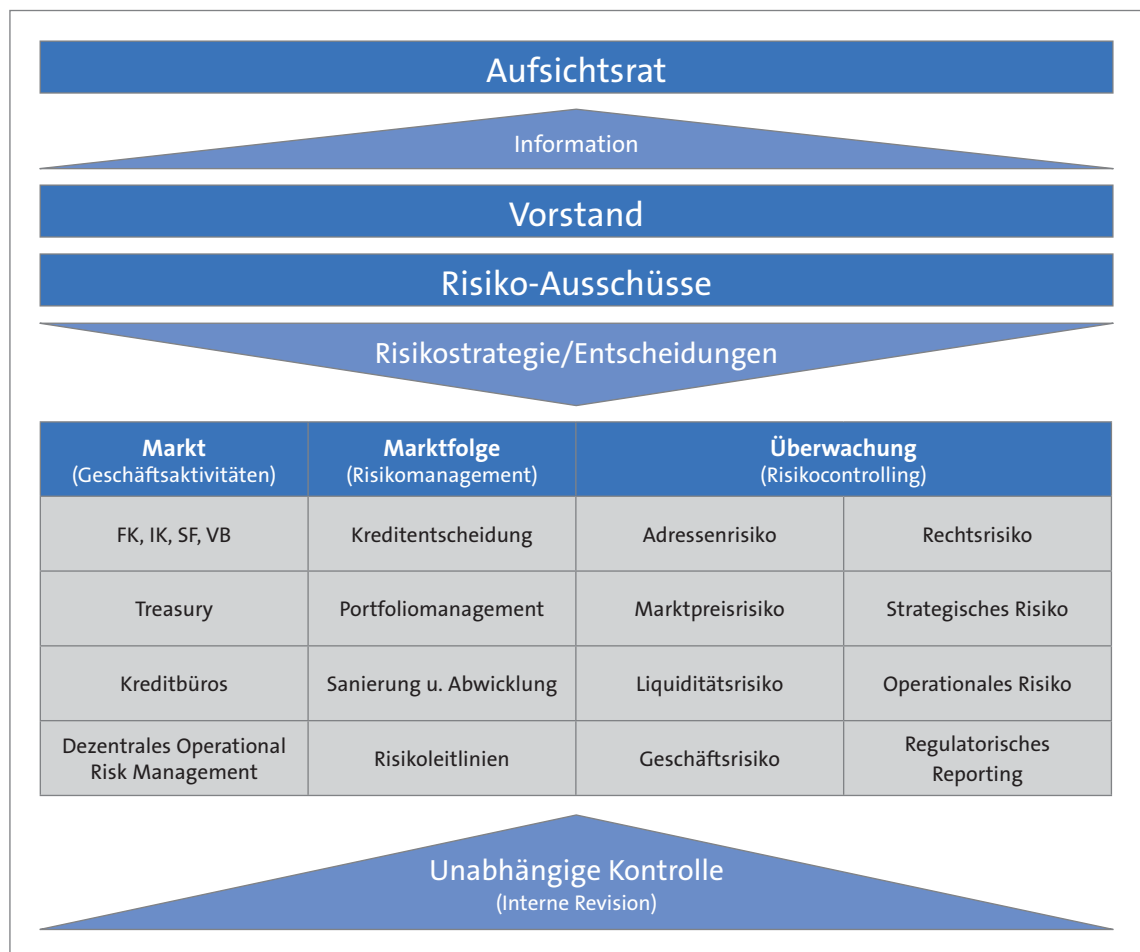 Aufsichtsrat
Information
Vorstand
Risiko-Ausschüsse
Risikostrategie/Entscheidungen
Markt
(Geschäftsaktivitäten)
Marktfolge
(Risikomanagement)
Überwachung
(Risikocontrolling)
FK, IK, SF, VB
Kreditentscheidung
Adressenrisiko
Rechtsrisiko
Treasury
Portfoliomanagement
Marktpreisrisiko
Strategisches Risiko
Kreditbüros
Sanierung u. Abwicklung
Liquiditätsrisiko
Operationales Risiko
Dezentrales Operational
Risk Management
Risikoleitlinien
Geschäftsrisiko
Regulatorisches
Reporting
Unabhängige Kontrolle
(Interne Revision)